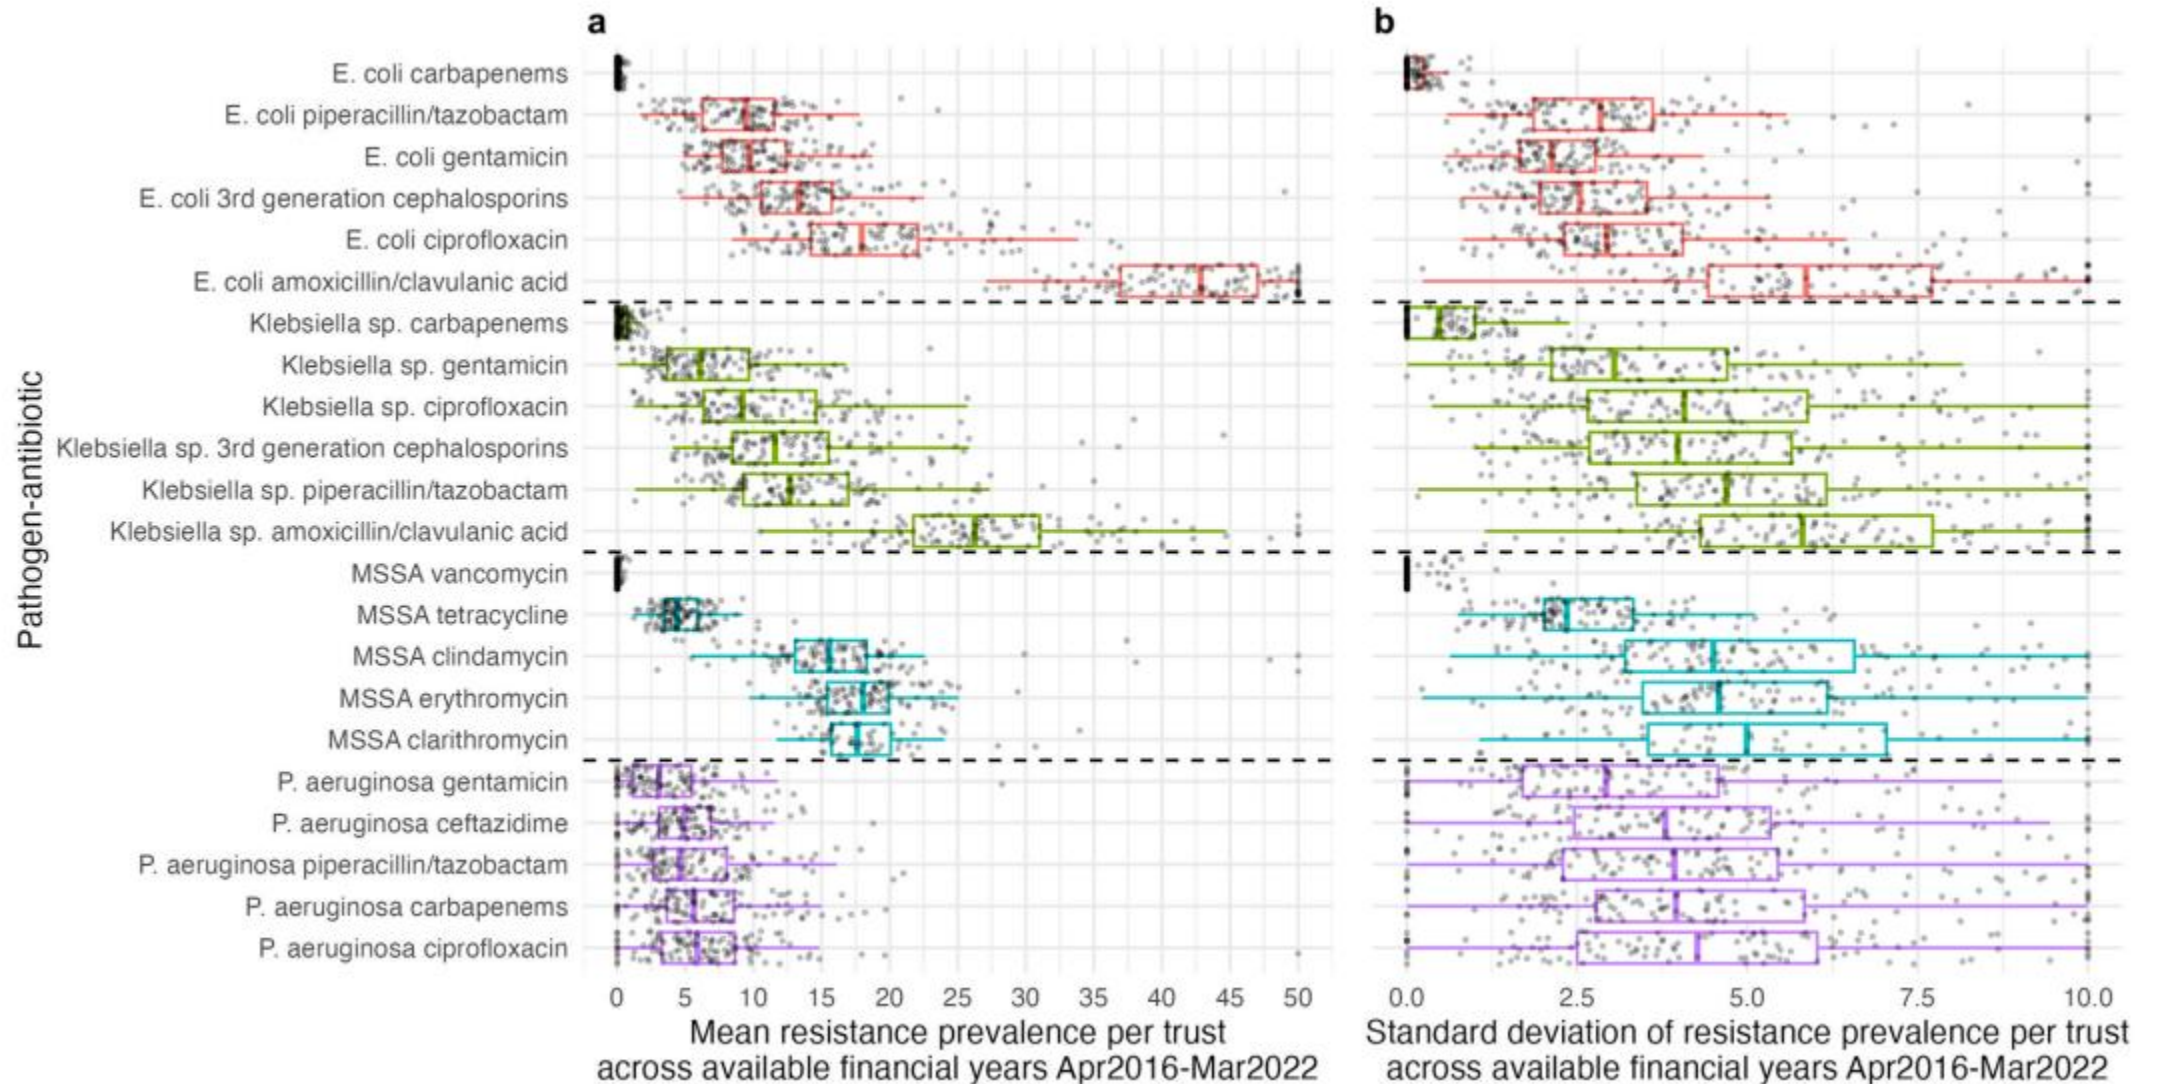 a
b
Pathogen-antibiotic
E. coli carbapenems
E. coli piperacillin/tazobactam
E. coli gentamicin
E. coli 3rd generation cephalosporins
E. coli ciprofloxacin
E. coli amoxicillin/clavulanic acid
Klebsiella sp. carbapenems
Klebsiella sp. gentamicin
Klebsiella sp. ciprofloxacin
Klebsiella sp. 3rd generation cephalosporins
Klebsiella sp. piperacillin/tazobactam
Klebsiella sp. amoxicillin/clavulanic acid
MSSA vancomycin
MSSA tetracycline
MSSA clindamycin
MSSA erythromycin
MSSA clarithromycin
P. aeruginosa gentamicin
P. aeruginosa ceftazidime
P. aeruginosa piperacillin/tazobactam
P. aeruginosa carbapenems
P. aeruginosa ciprofloxacin
0 5 10 15 20 25 30 35 40 45 50
Mean resistance prevalence per trust
across available financial years Apr2016-Mar2022
0.0 2.5 5.0 7.5 10.0
Standard deviation of resistance prevalence per trust
across available financial years Apr2016-Mar2022